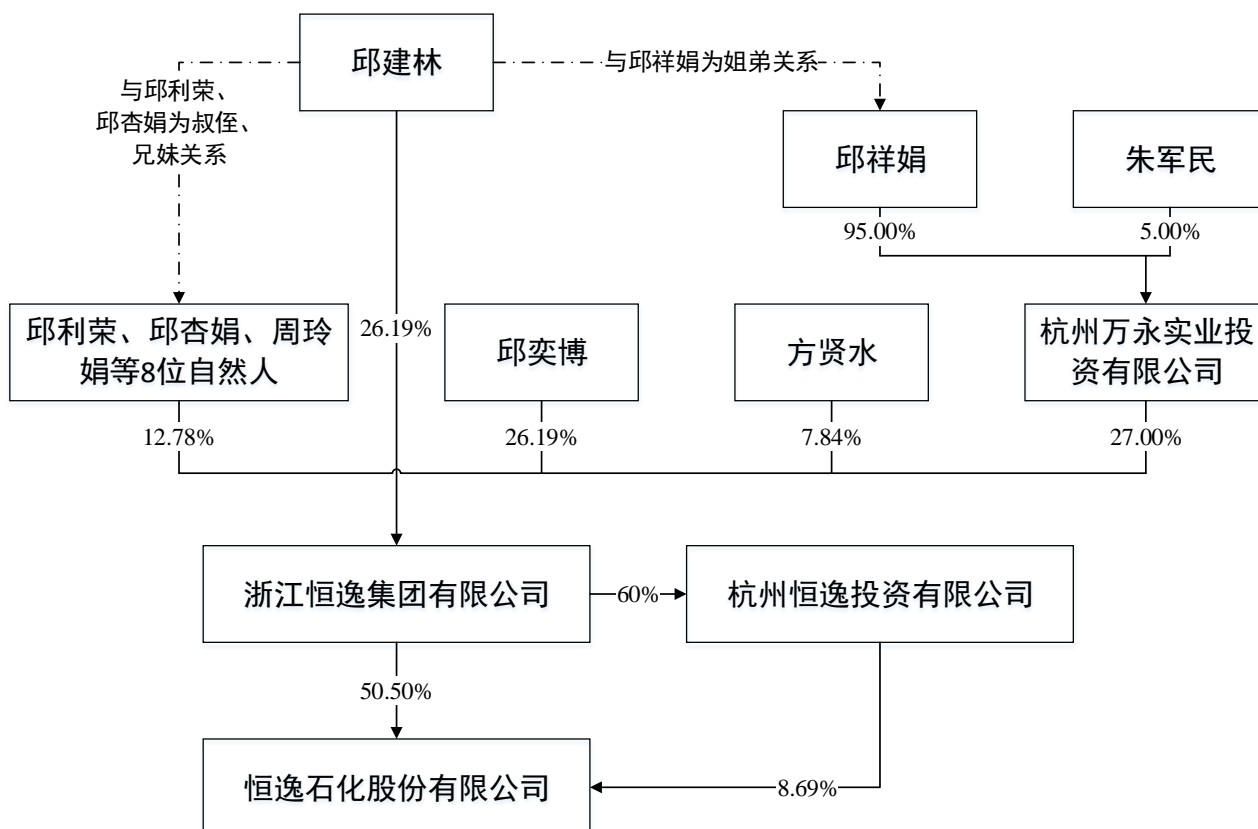 邱建林
与邱祥娟为姐弟关系
与邱利荣、
邱杏娟为叔侄、
兄妹关系
邱祥娟
朱军民
95.00%
5.00%
邱利荣、邱杏娟、周玲
娟等8位自然人
26.19%
邱奕博
方贤水
杭州万永实业投
资有限公司
12.78%
26.19%
7.84%
27.00%
浙江恒逸集团有限公司
60%
杭州恒逸投资有限公司
50.50%
恒逸石化股份有限公司
8.69%